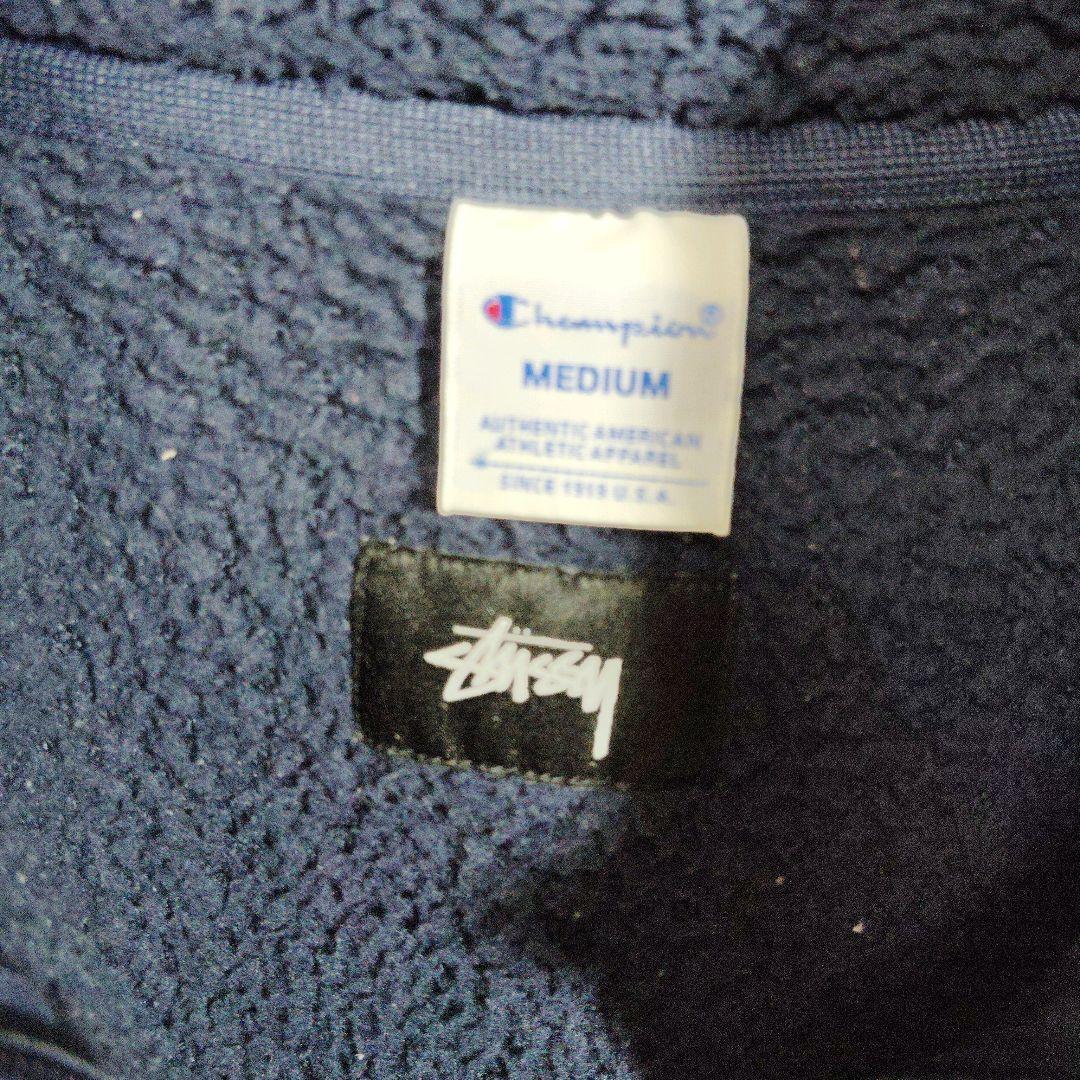 Champion®
MEDIUM
AUTHENTIC AMERICAN
ATHLETIC APPAREL
SINCE 1919 U.S.A.
Stüssy